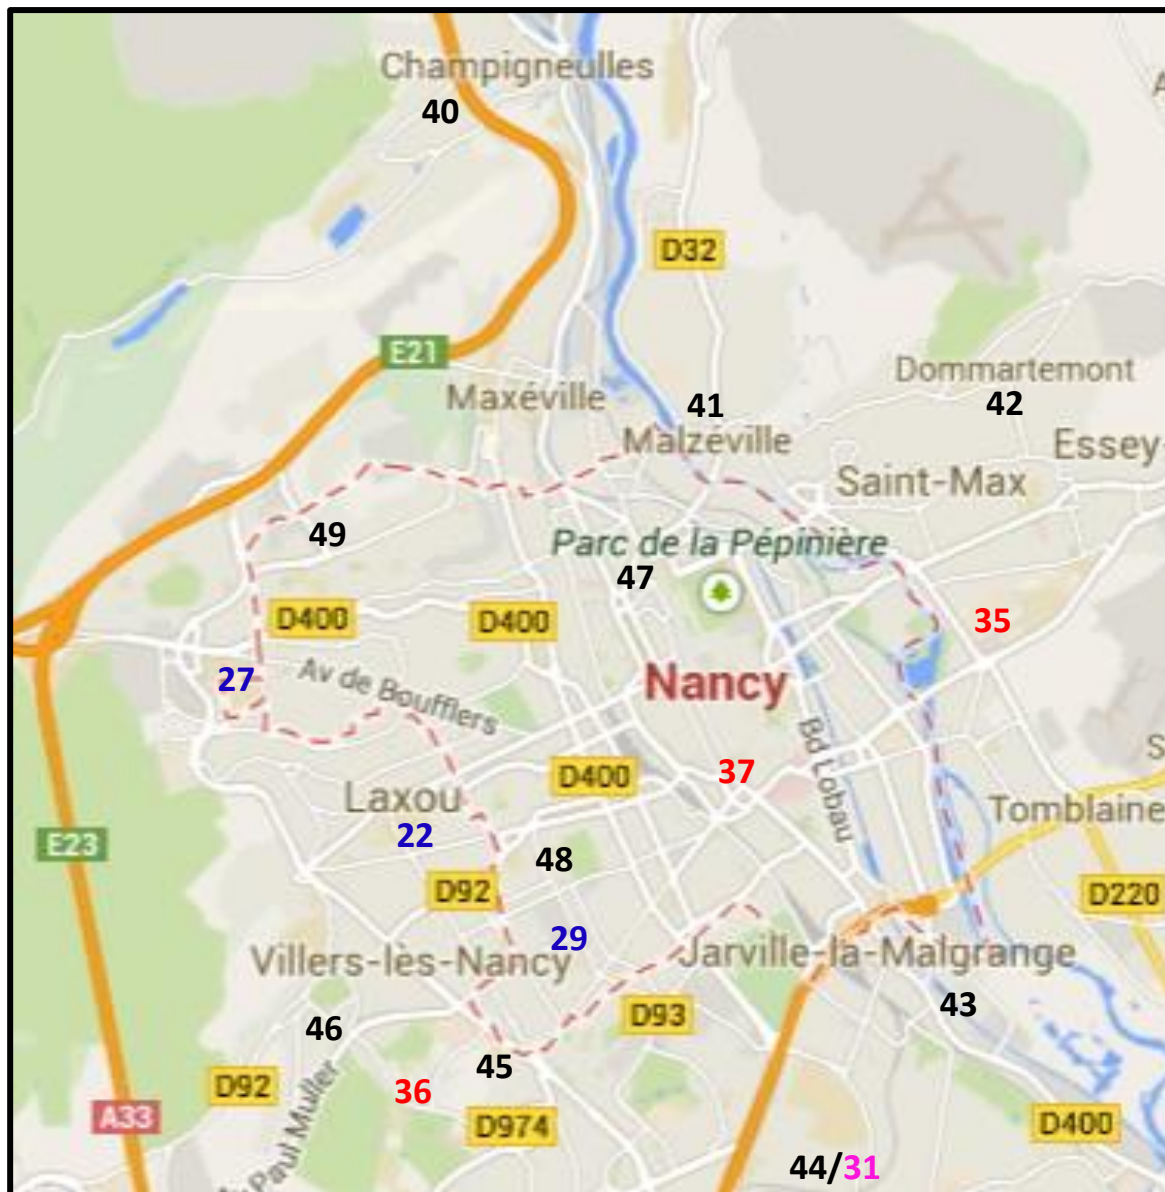 Champigneulles
40
D32
E21
Dommartemont
Maxéville
41
42
Malzéville
Essey-
Saint-Max
49
Parc de la Pépinière
47
D400
D400
35
27
Av de Boufflers
Nancy
37
D400
Bd Lobau
Laxou
Tomblaine
22
E23
48
D92
D220
29
Villers-lès-Nancy
Jarville-la-Malgrange
43
46
D93
45
D92
36
A33
D974
D400
Paul Muller
44/31